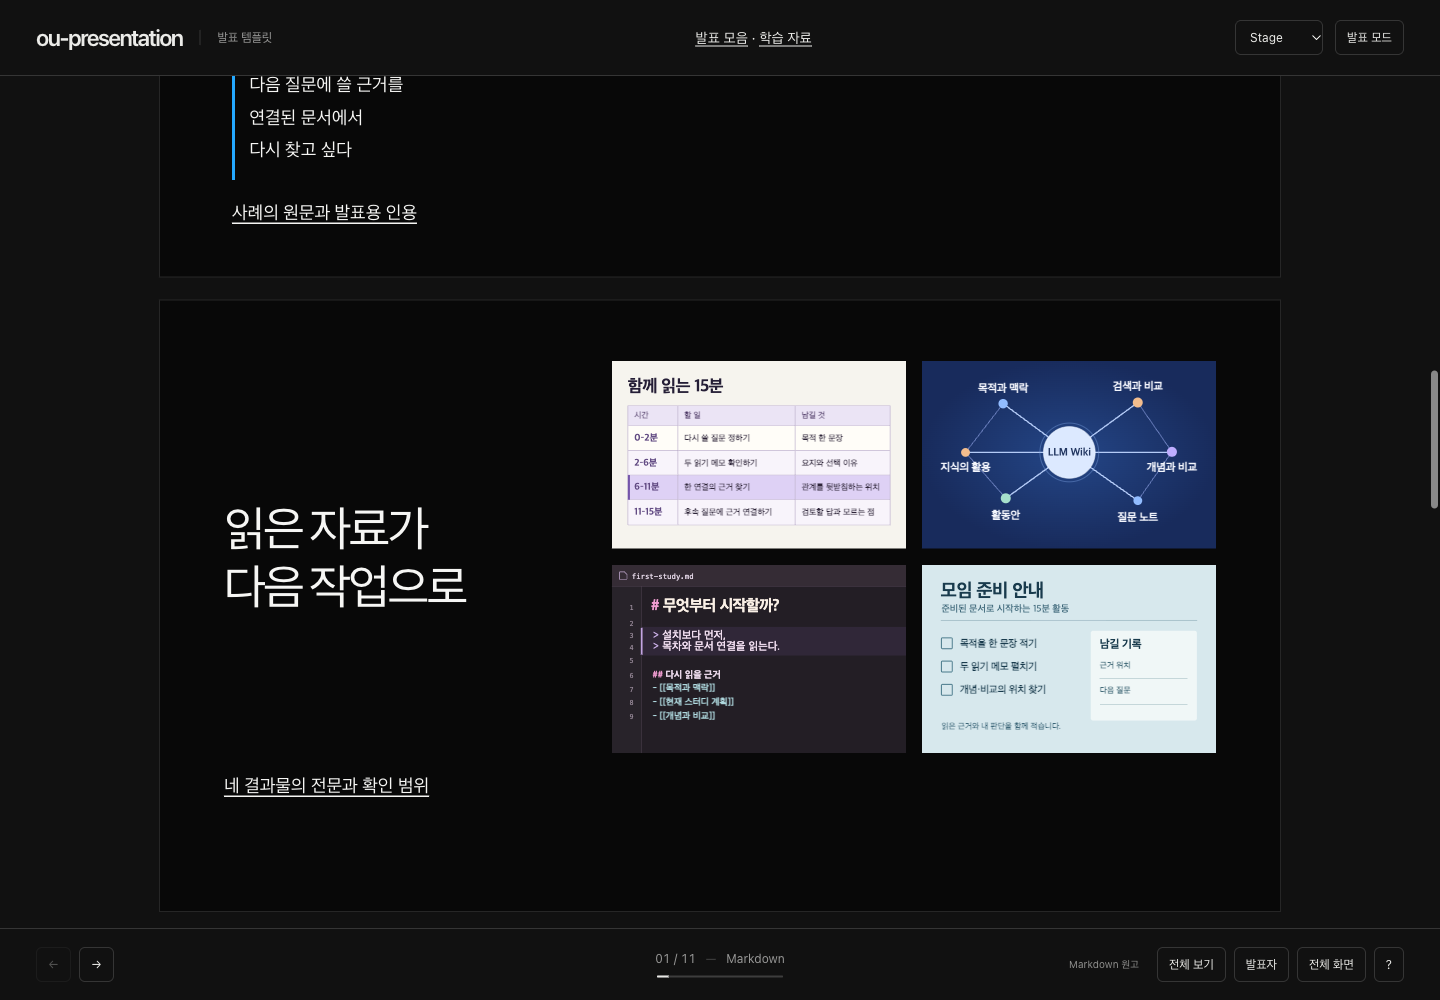 ou-presentation
발표 템플릿
발표 모음 · 학습 자료
Stage
발표 모드
다음 질문에 쓸 근거를
연결된 문서에서
다시 찾고 싶다
사례의 원문과 발표용 인용
읽은 자료가
다음 작업으로
네 결과물의 전문과 확인 범위
함께 읽는 15분
시간 할 일 남길 것
0-2분 다시 쓸 질문 정하기 목적 한 문장
2-6분 두 읽기 메모 확인하기 요지와 선택 이유
6-11분 한 연결의 근거 찾기 관계를 뒷받침하는 위치
11-15분 후속 질문에 근거 연결하기 검토할 답과 모르는 점
목적과 맥락
검색과 비교
LLM Wiki
지식의 활용
개념과 비교
활동안
질문 노트
first-study.md
1 # 무엇부터 시작할까?
2
3 > 설치보다 먼저,
4 > 목차와 문서 연결을 읽는다.
5
6 ## 다시 읽을 근거
7 - [[목적과 맥락]]
8 - [[현재 스터디 계획]]
9 - [[개념과 비교]]
모임 준비 안내
준비된 문서로 시작하는 15분 활동
목적을 한 문장 적기
두 읽기 메모 펼치기
개념·비교의 위치 찾기
남길 기록
근거 위치
다음 질문
읽은 근거와 내 판단을 함께 적습니다.
← →
01 / 11 — Markdown
Markdown 원고
전체 보기
발표자
전체 화면
?